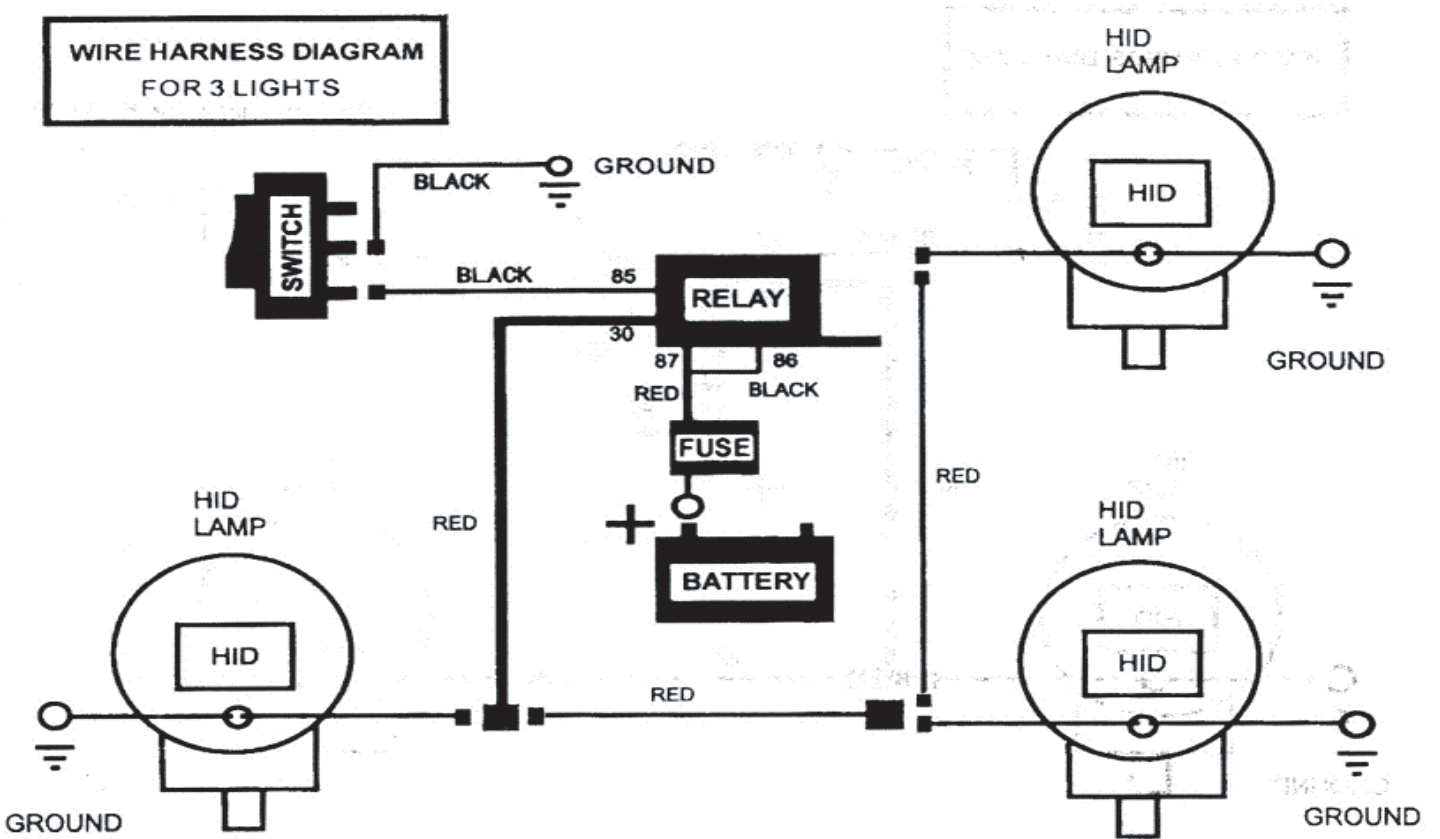 WIRE HARNESS DIAGRAM
FOR 3 LIGHTS
HID
LAMP
HID
GROUND
GROUND
BLACK
SWITCH
BLACK
85
RELAY
30
87
86
RED
BLACK
FUSE
RED
+
BATTERY
RED
HID
LAMP
HID
GROUND
RED
HID
LAMP
HID
GROUND